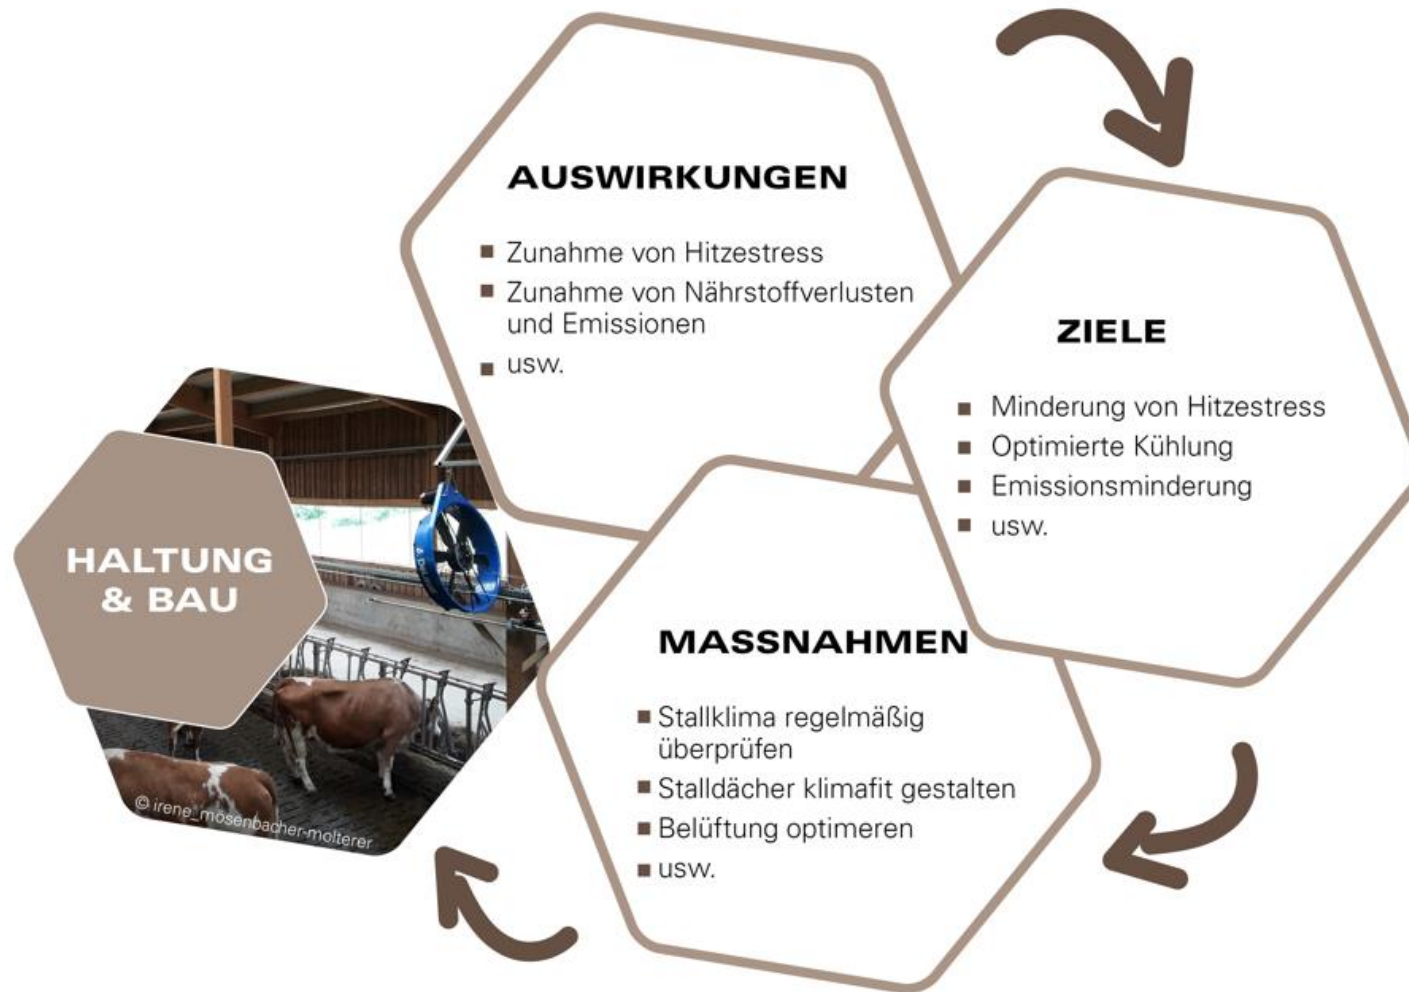 AUSWIRKUNGEN
Zunahme von Hitzestress
Zunahme von Nährstoffverlusten
und Emissionen
usw.
ZIELE
Minderung von Hitzestress
Optimierte Kühlung
Emissionsminderung
usw.
HALTUNG
& BAU
MASSNAHMEN
Stallklima regelmäßig
überprüfen
Stalldächer klimafit gestalten
Belüftung optimeren
usw.
© irene_mösenbacher-molterer